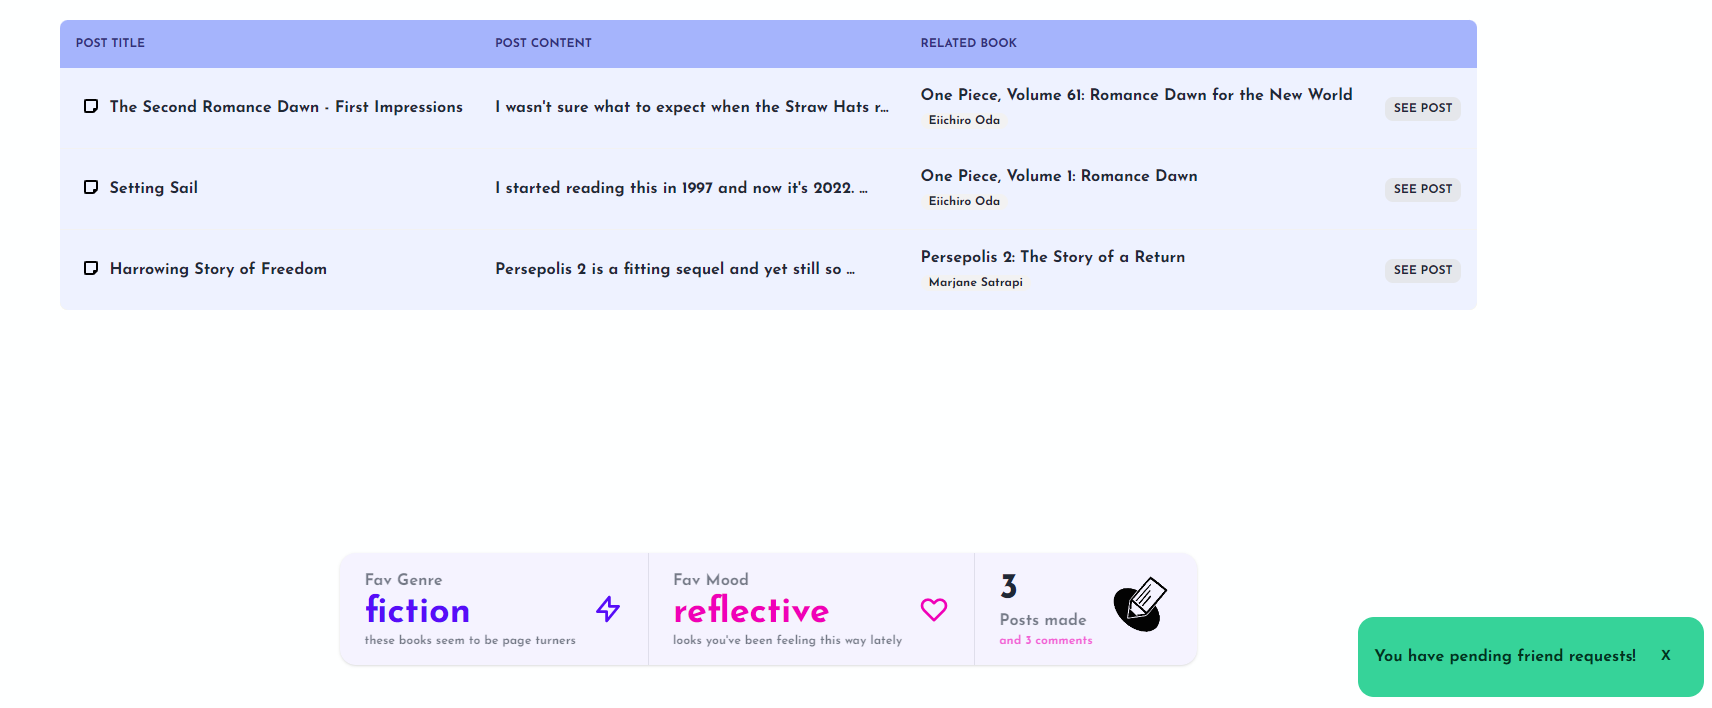 POST TITLE POST CONTENT RELATED BOOK
The Second Romance Dawn - First Impressions I wasn't sure what to expect when the Straw Hats r... One Piece, Volume 61: Romance Dawn for the New World
Eiichiro Oda
SEE POST
Setting Sail I started reading this in 1997 and now it's 2022. ... One Piece, Volume 1: Romance Dawn
Eiichiro Oda
SEE POST
Harrowing Story of Freedom Persepolis 2 is a fitting sequel and yet still so ... Persepolis 2: The Story of a Return
Marjane Satrapi
SEE POST
Fav Genre
fiction
these books seem to be page turners
Fav Mood
reflective
looks you've been feeling this way lately
3
Posts made
and 3 comments
You have pending friend requests! X